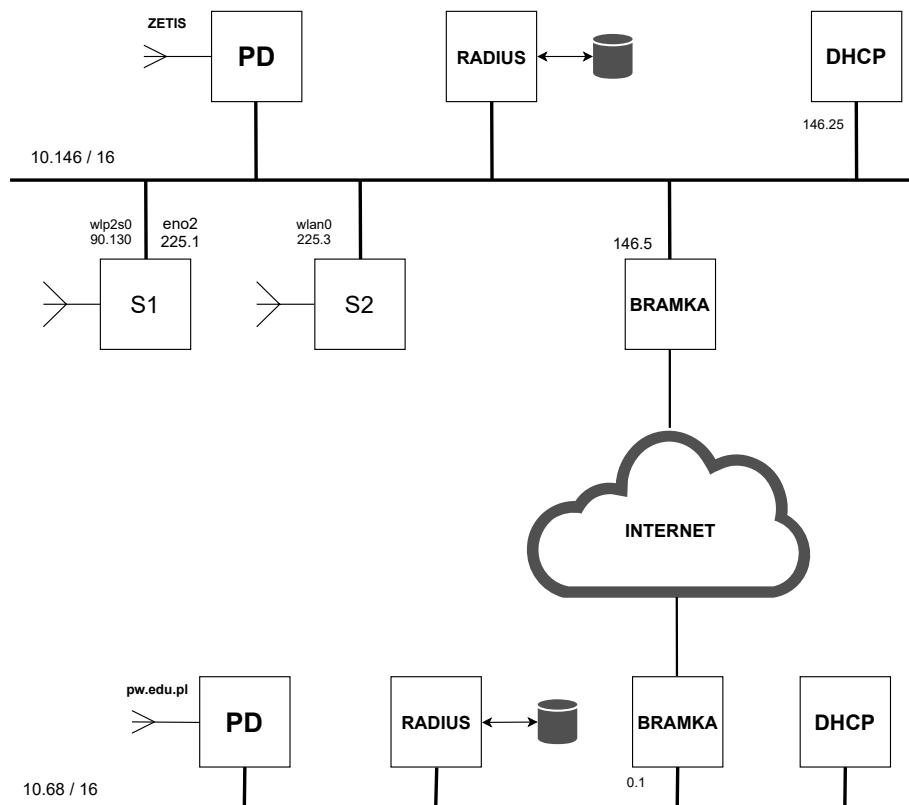 ZETIS
PD
RADIUS
DHCP
146.25
10.146 / 16
wlp2s0
90.130
eno2
225.1
wlan0
225.3
146.5
S1
S2
BRAMKA
INTERNET
pw.edu.pl
PD
RADIUS
BRAMKA
DHCP
0.1
10.68 / 16